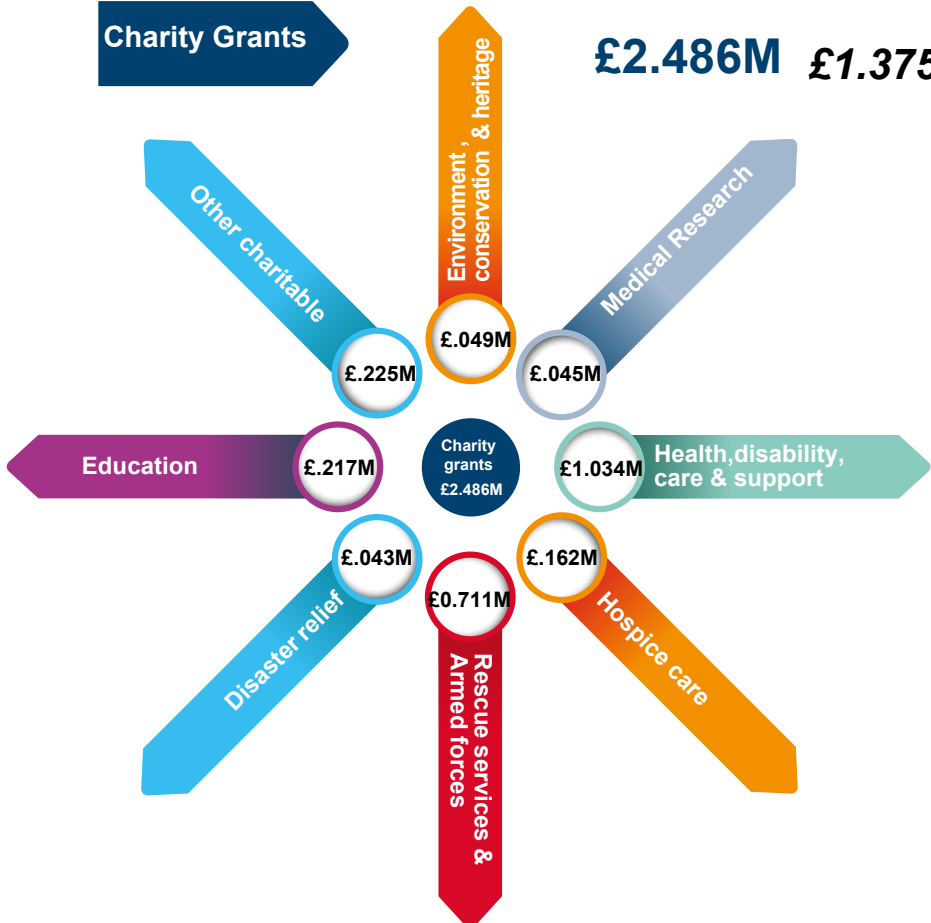 Charity Grants
£2.486M £1.375
Environment,
conservation & heritage
£.049M
Medical Research
£.045M
Health,disability,
care & support
£1.034M
Hospice care
£.162M
Rescue services &
Armed forces
£0.711M
Disaster relief
£.043M
Education
£.217M
Other charitable
£.225M
Charity
grants
£2.486M